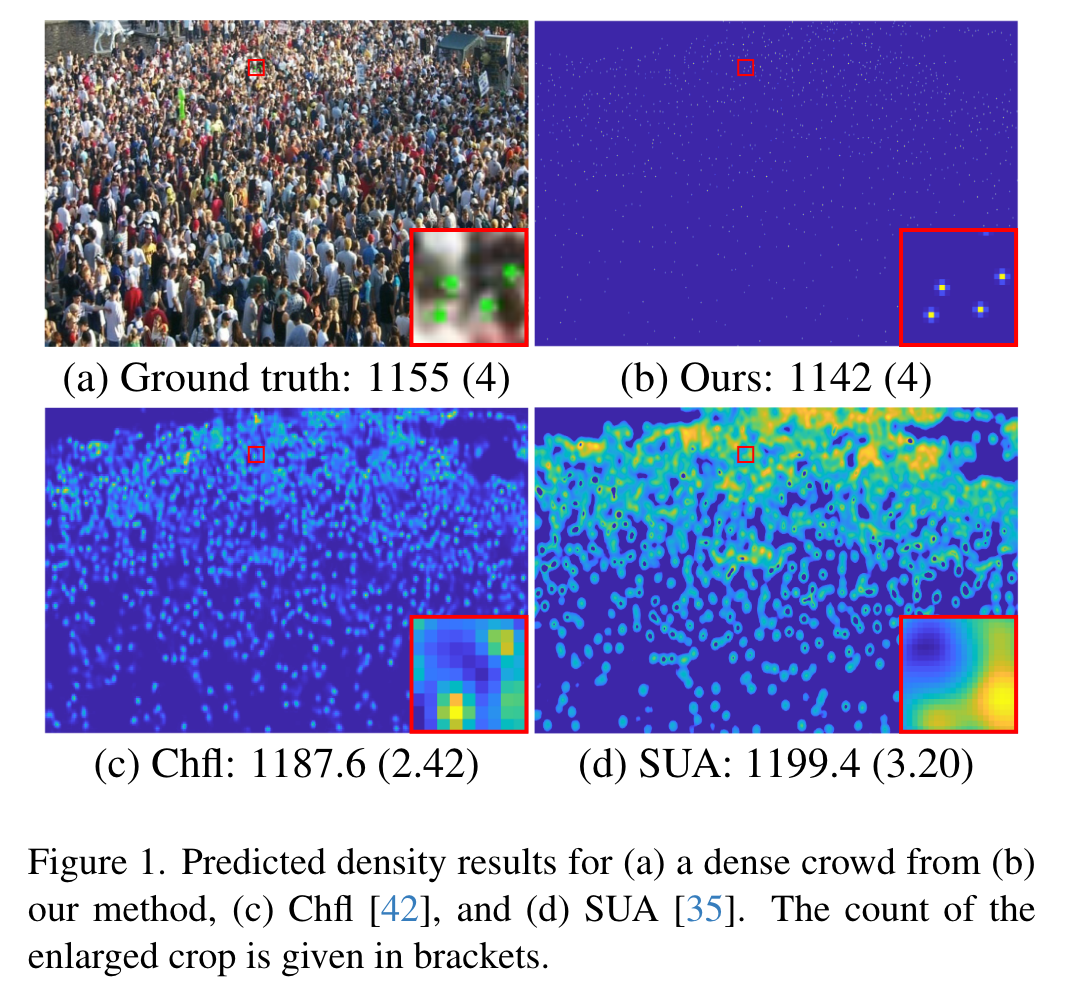 (a) Ground truth: 1155 (4)
(b) Ours: 1142 (4)
(c) Chfl: 1187.6 (2.42)
(d) SUA: 1199.4 (3.20)
Figure 1. Predicted density results for (a) a dense crowd from (b)
our method, (c) Chfl [42], and (d) SUA [35]. The count of the
enlarged crop is given in brackets.